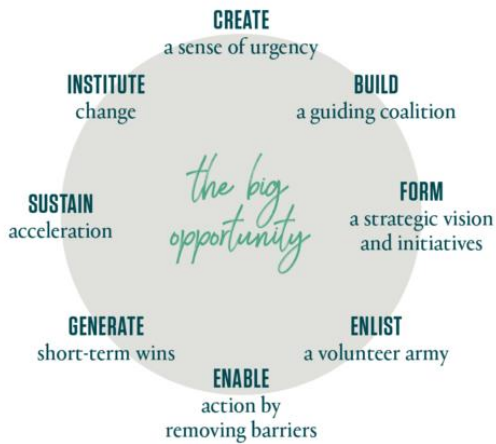 CREATE
a sense of urgency
BUILD
a guiding coalition
FORM
a strategic vision
and initiatives
ENLIST
a volunteer army
ENABLE
action by
removing barriers
GENERATE
short-term wins
SUSTAIN
acceleration
INSTITUTE
change
the big
opportunity